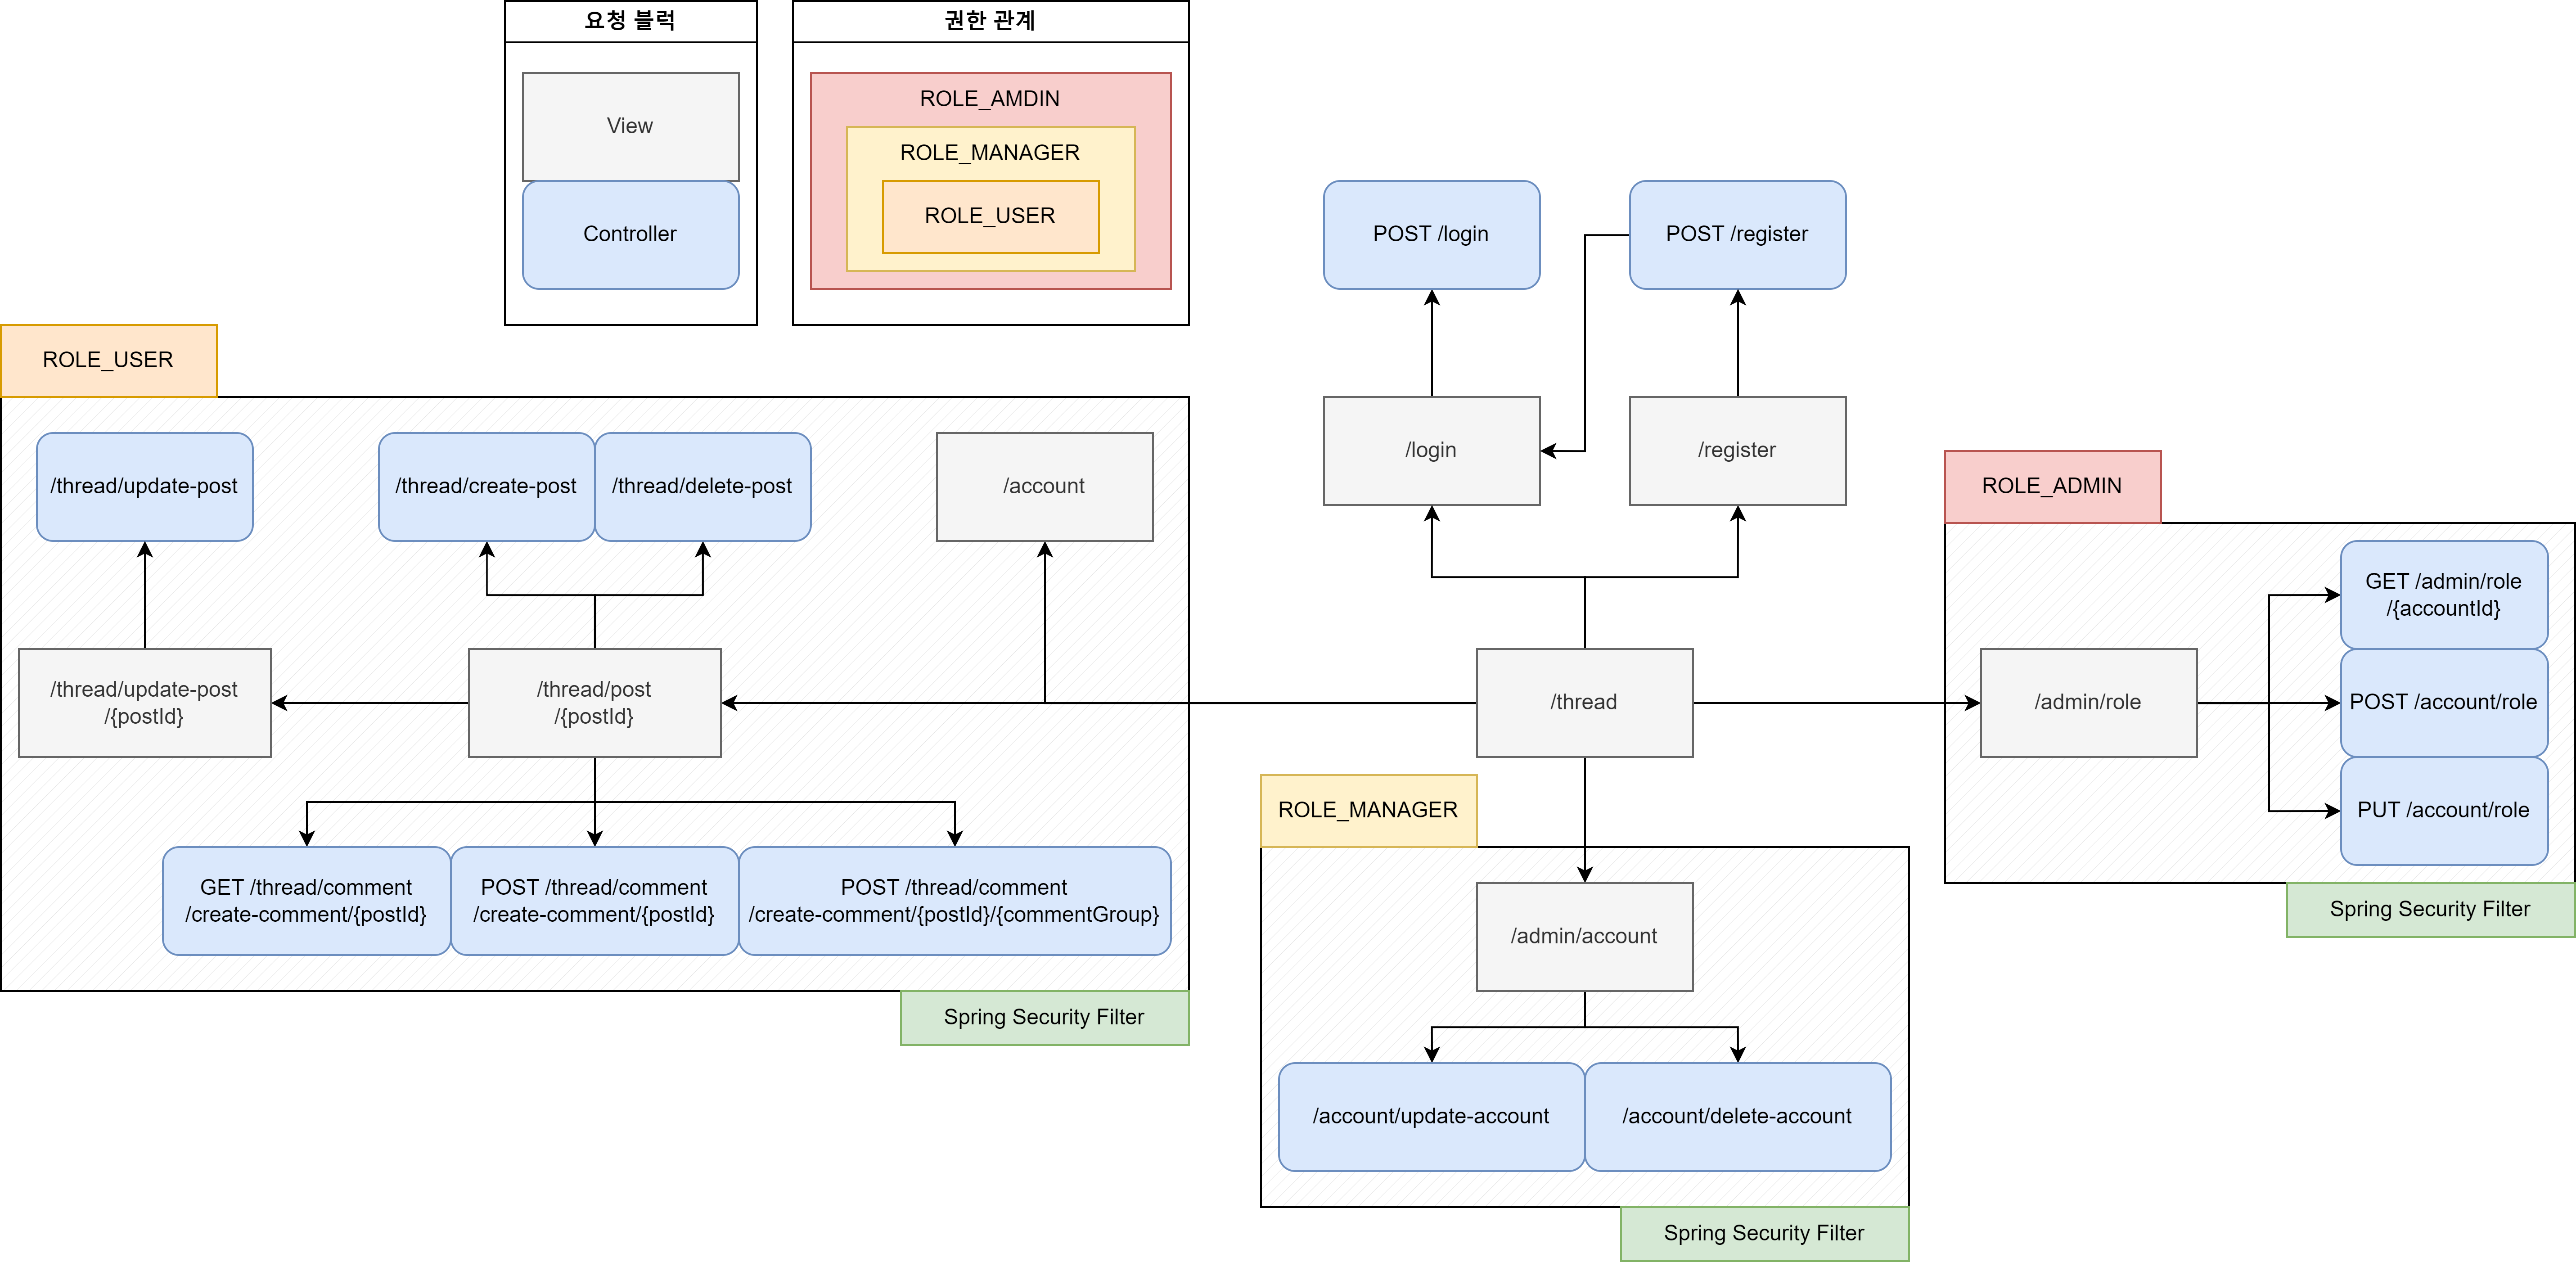 요청 블럭
View
Controller
권한 관계
ROLE_AMDIN
ROLE_MANAGER
ROLE_USER
POST /login
POST /register
/login
/register
ROLE_USER
/thread/update-post
/thread/create-post
/thread/delete-post
/account
/thread/update-post
/{postId}
/thread/post
/{postId}
GET /thread/comment
/create-comment/{postId}
POST /thread/comment
/create-comment/{postId}
POST /thread/comment
/create-comment/{postId}/{commentGroup}
Spring Security Filter
/thread
ROLE_MANAGER
/admin/account
/account/update-account
/account/delete-account
Spring Security Filter
ROLE_ADMIN
/admin/role
GET /admin/role
/{accountId}
POST /account/role
PUT /account/role
Spring Security Filter